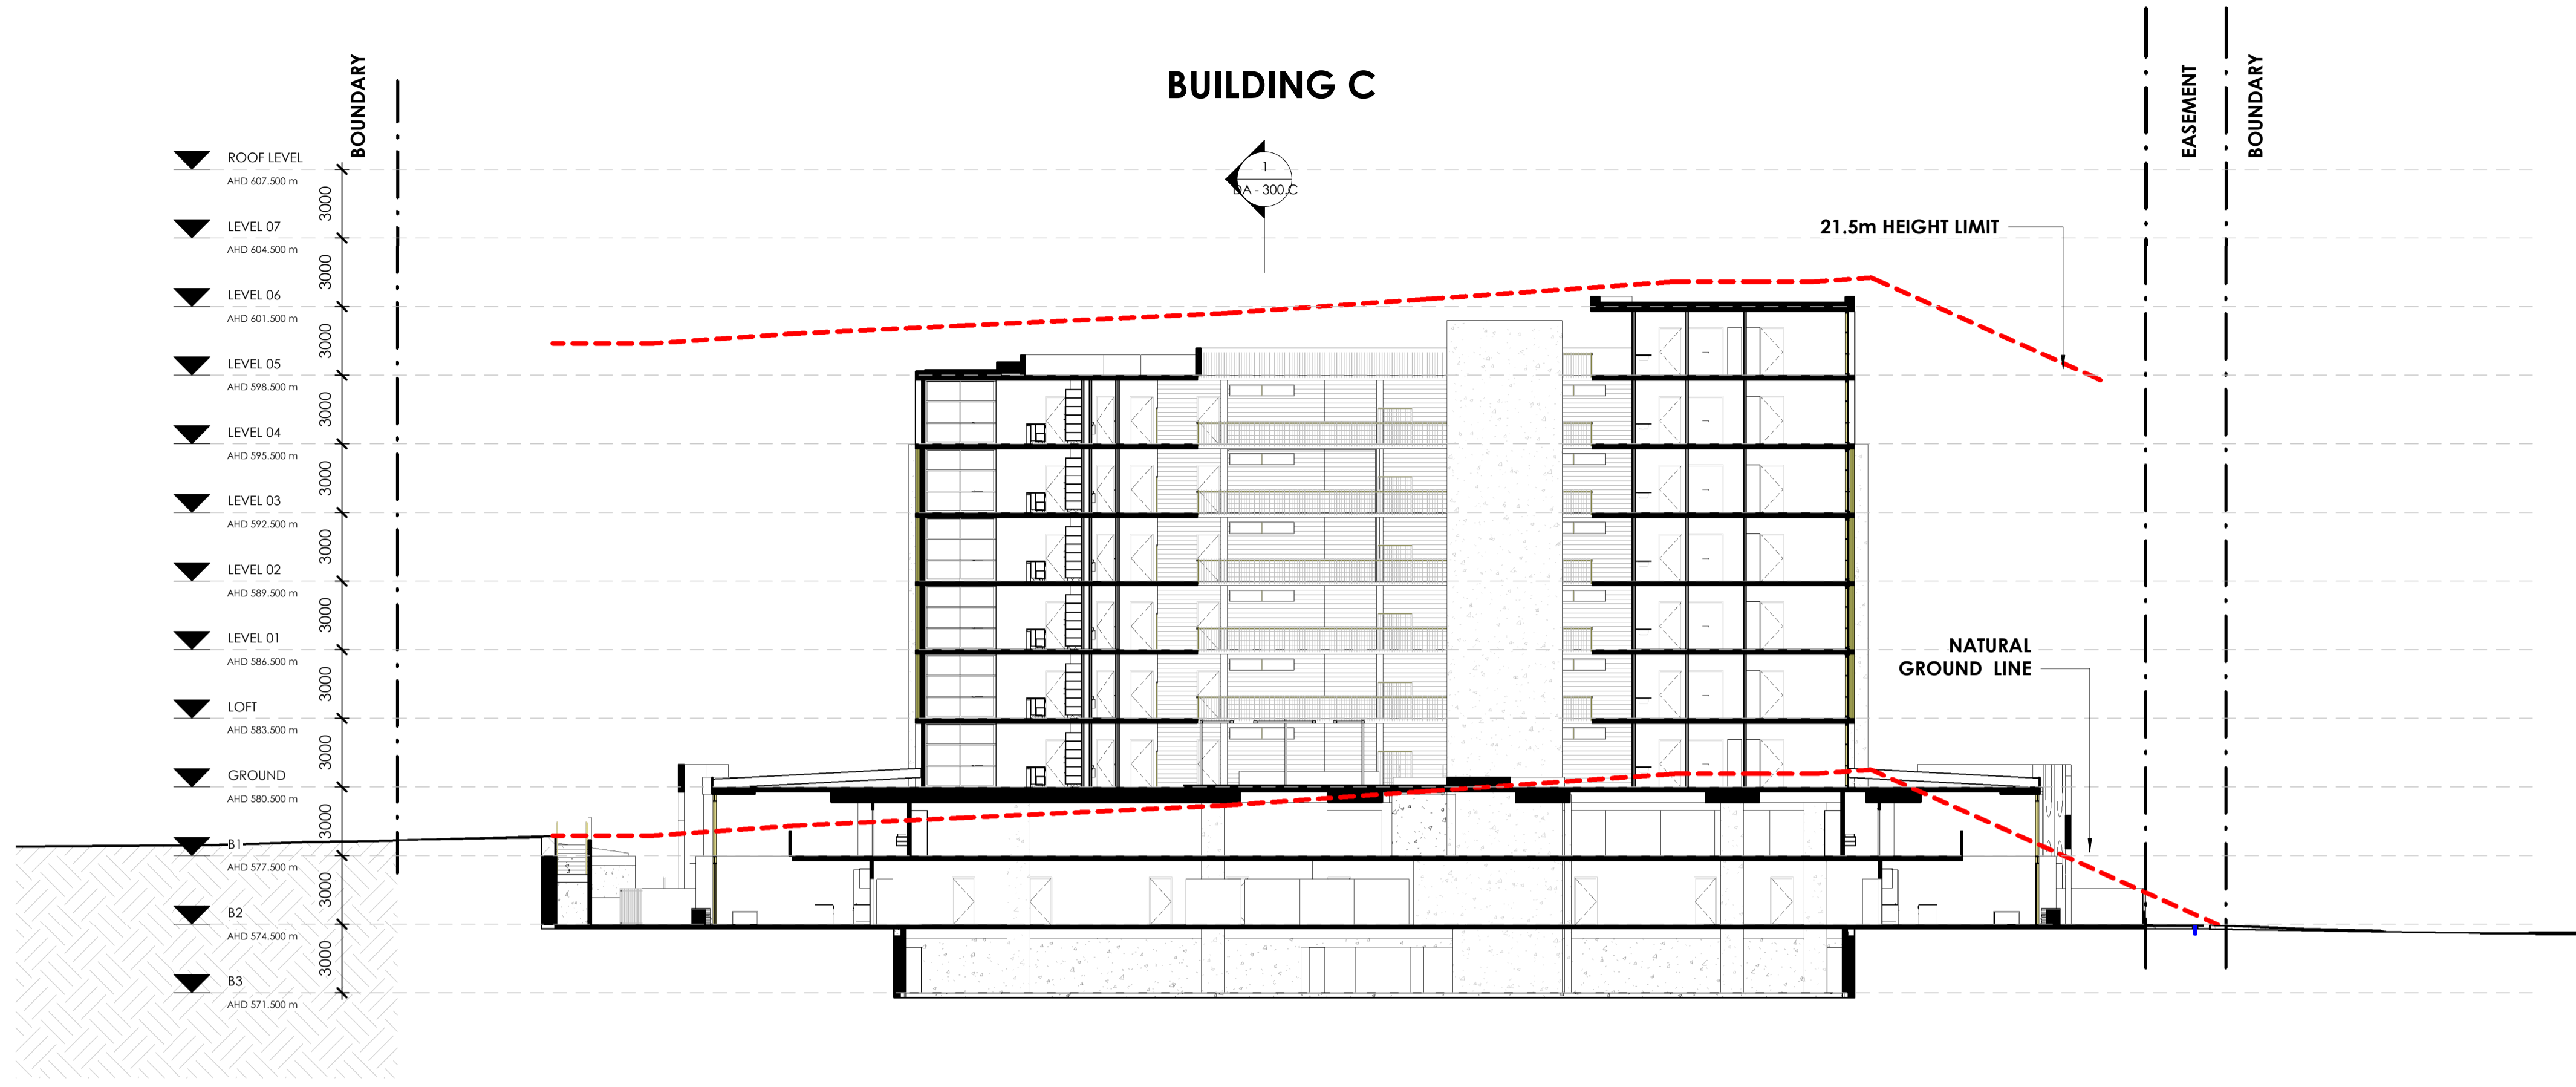 BUILDING C
BOUNDARY
EASEMENT
BOUNDARY
1
DA - 300.C
21.5m HEIGHT LIMIT
NATURAL
GROUND LINE
ROOF LEVEL
AHD 607.500 m
3000
LEVEL 07
AHD 604.500 m
3000
LEVEL 06
AHD 601.500 m
3000
LEVEL 05
AHD 598.500 m
3000
LEVEL 04
AHD 595.500 m
3000
LEVEL 03
AHD 592.500 m
3000
LEVEL 02
AHD 589.500 m
3000
LEVEL 01
AHD 586.500 m
3000
LOFT
AHD 583.500 m
3000
GROUND
AHD 580.500 m
3000
B1
AHD 577.500 m
3000
B2
AHD 574.500 m
3000
B3
AHD 571.500 m